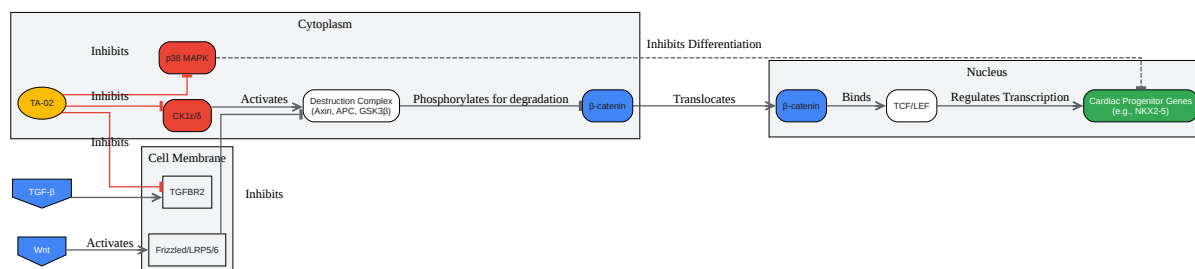 Cytoplasm
Inhibits
p38 MAPK
Inhibits Differentiation
Nucleus
TA-02
Inhibits
CK1ε/δ
Activates
Destruction Complex
(Axin, APC, GSK3β)
Phosphorylates for degradation
β-catenin
Translocates
β-catenin
Binds
TCF/LEF
Regulates Transcription
Cardiac Progenitor Genes
(e.g., NKX2-5)
Inhibits
Cell Membrane
TGF-β
TGFBR2
Inhibits
Wnt
Activates
Frizzled/LRP5/6